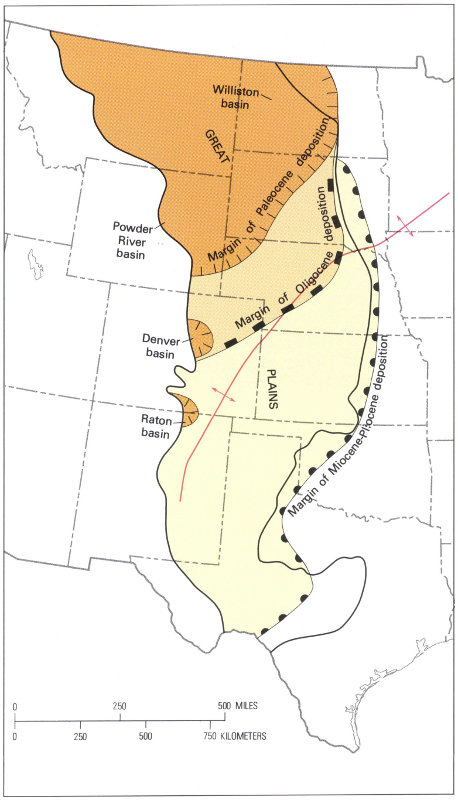 Williston
basin
GREAT
Margin of Paleocene deposition
Powder
River
basin
Margin of Oligocene deposition
Denver
basin
PLAINS
Raton
basin
Margin of Miocene-Pliocene deposition
0 250 500 MILES
0 250 500 750 KILOMETERS